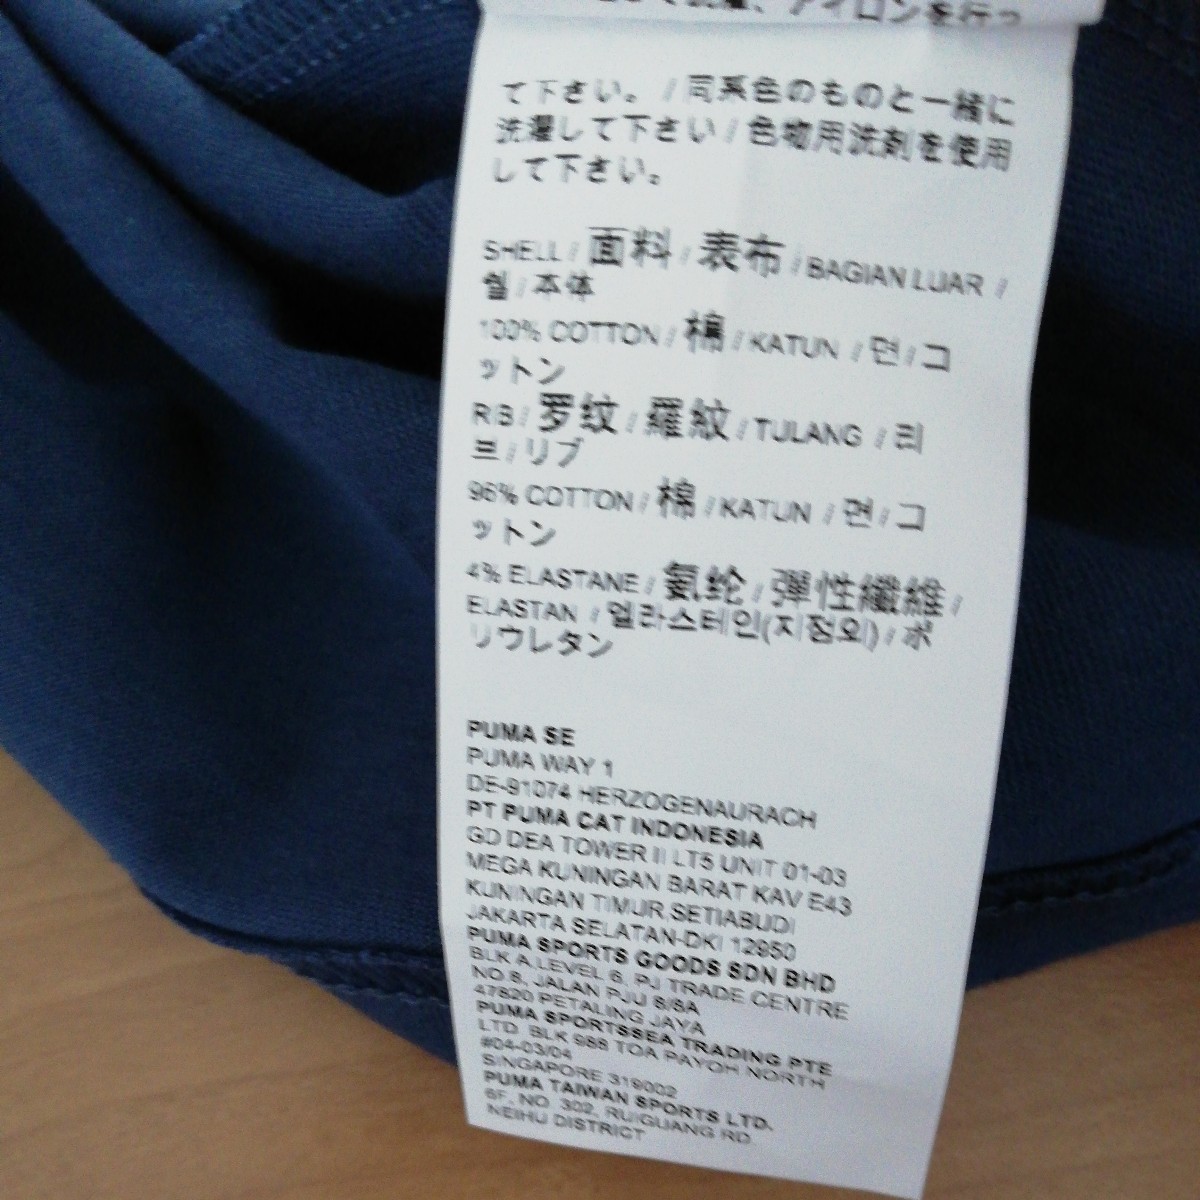 洗濯、アイロンを行っ
て下さい。/同系色のものと一緒に
洗濯して下さい/色物用洗剤を使用
して下さい。
SHELL / 面料 / 表布 / BAGIAN LUAR /
쉘 / 本体
100% COTTON / 棉 / KATUN / 면 / コ
ットン
RIB / 罗纹 / 羅紋 / TULANG / 리
브 / リブ
96% COTTON / 棉 / KATUN / 면 / コ
ットン
4% ELASTANE / 氨纶 / 彈性纖維 /
ELASTAN / 엘라스테인(지정외) / ポ
リウレタン
PUMA SE
PUMA WAY 1
DE-91074 HERZOGENAURACH
PT PUMA CAT INDONESIA
GD DEA TOWER II LT5 UNIT 01-03
MEGA KUNINGAN BARAT KAV E43
KUNINGAN TIMUR,SETIABUDI
JAKARTA SELATAN-DKI 12950
PUMA SPORTS GOODS SDN BHD
BLK A,LEVEL 6, PJ TRADE CENTRE
NO.8, JALAN PJU 8/8A
47820 PETALING JAYA
PUMA SPORTSSEA TRADING PTE
LTD. BLK 988 TOA PAYOH NORTH
#04-03/04
SINGAPORE 319002
PUMA TAIWAN SPORTS LTD.
6F, NO. 302, RUIGUANG RD.
NEIHU DISTRICT